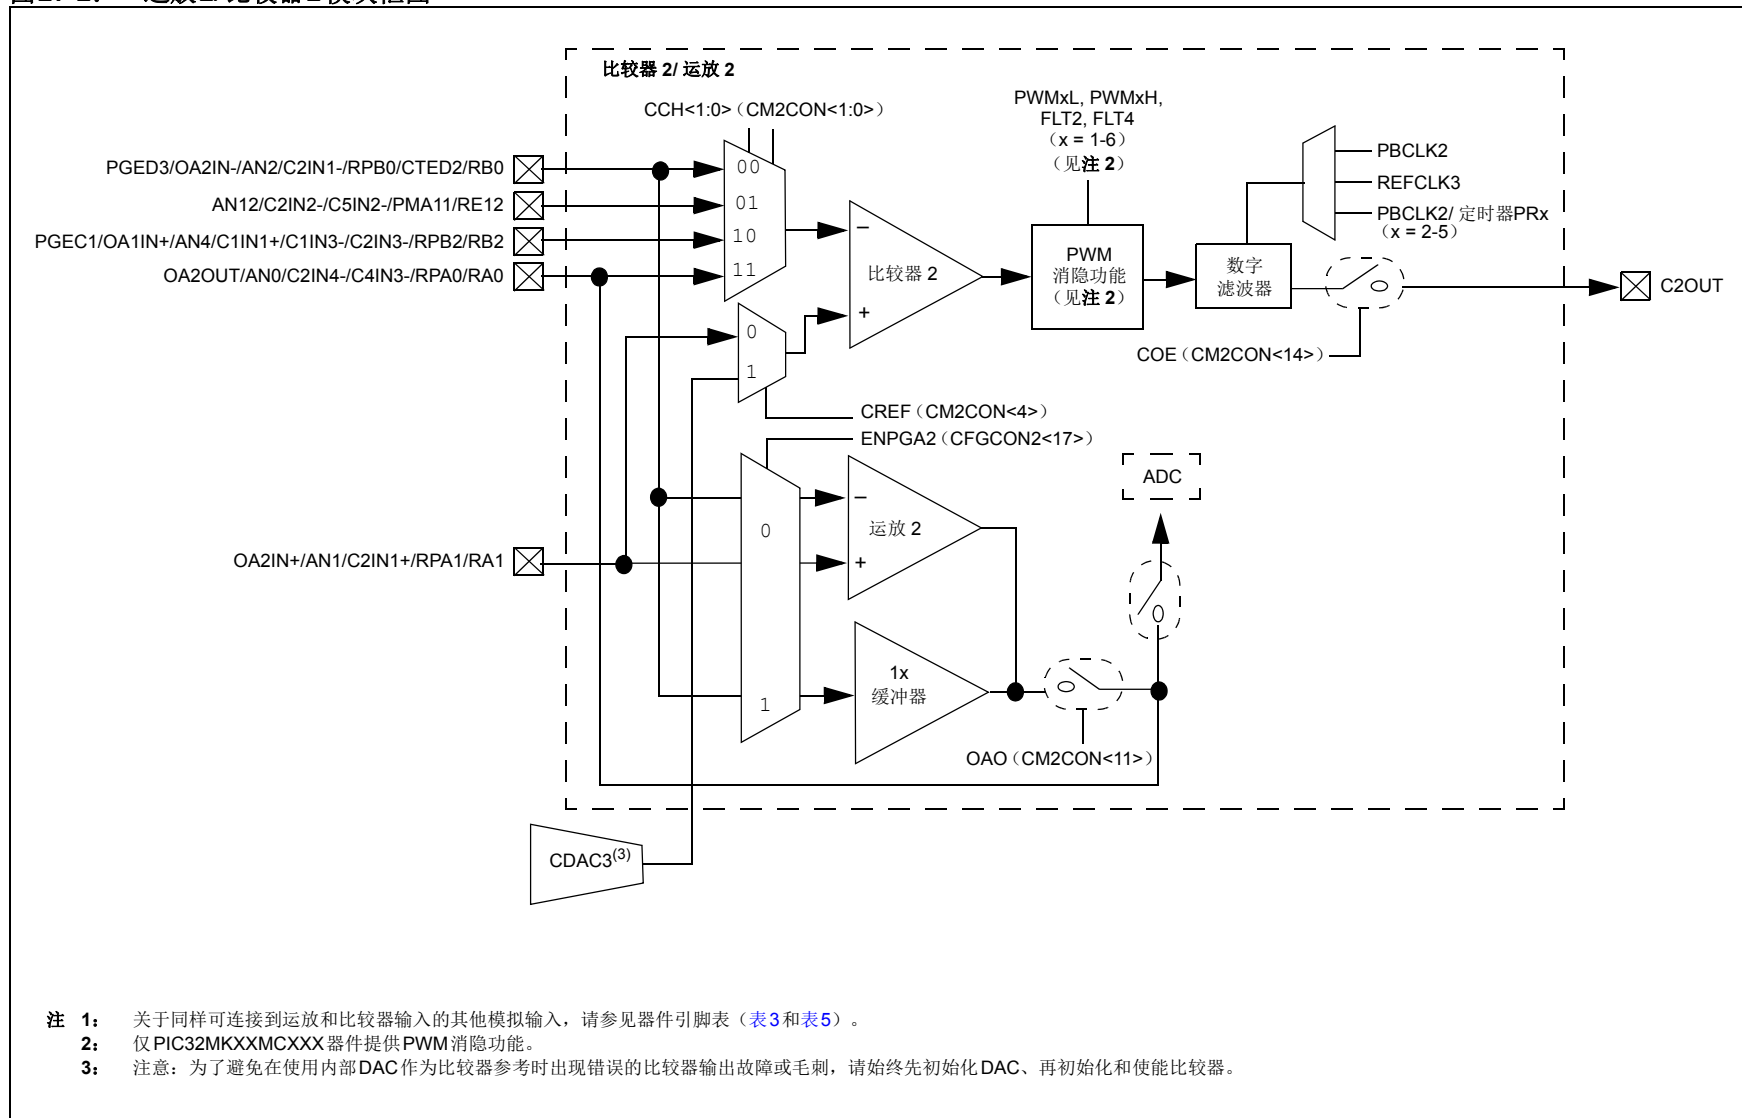 比较器 2/ 运放 2
CCH<1:0>（CM2CON<1:0>）
PWMxL, PWMxH,
FLT2, FLT4
（x = 1-6）
（见注 2）
PGED3/OA2IN-/AN2/C2IN1-/RPB0/CTED2/RB0
AN12/C2IN2-/C5IN2-/PMA11/RE12
PGEC1/OA1IN+/AN4/C1IN1+/C1IN3-/C2IN3-/RPB2/RB2
OA2OUT/AN0/C2IN4-/C4IN3-/RPA0/RA0
00
01
10
11
−
比较器 2
+
PWM
消隐功能
（见注 2）
数字
滤波器
PBCLK2
REFCLK3
PBCLK2/ 定时器PRx
（x = 2-5）
C2OUT
COE（CM2CON<14>）
0
1
CREF（CM2CON<4>）
ENPGA2（CFGCON2<17>）
ADC
OA2IN+/AN1/C2IN1+/RPA1/RA1
0
−
运放 2
+
1
1x
缓冲器
OAO（CM2CON<11>）
CDAC3(3)
注 1： 关于同样可连接到运放和比较器输入的其他模拟输入，请参见器件引脚表（表3和表5）。
2： 仅PIC32MKXXMCXXX器件提供PWM消隐功能。
3： 注意：为了避免在使用内部DAC作为比较器参考时出现错误的比较器输出故障或毛刺，请始终先初始化DAC、再初始化和使能比较器。